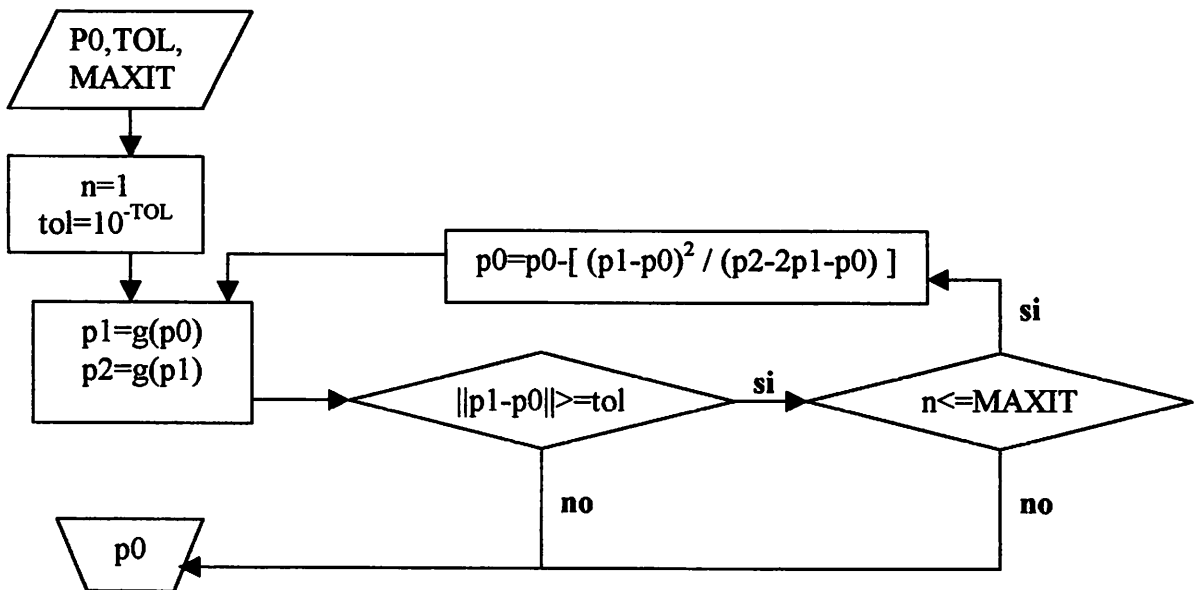 P0,TOL,
MAXIT
n=1
tol=10^-TOL
p0=p0-[ (p1-p0)^2 / (p2-2p1-p0) ]
si
p1=g(p0)
p2=g(p1)
||p1-p0||>=tol
si
n<=MAXIT
no
no
p0